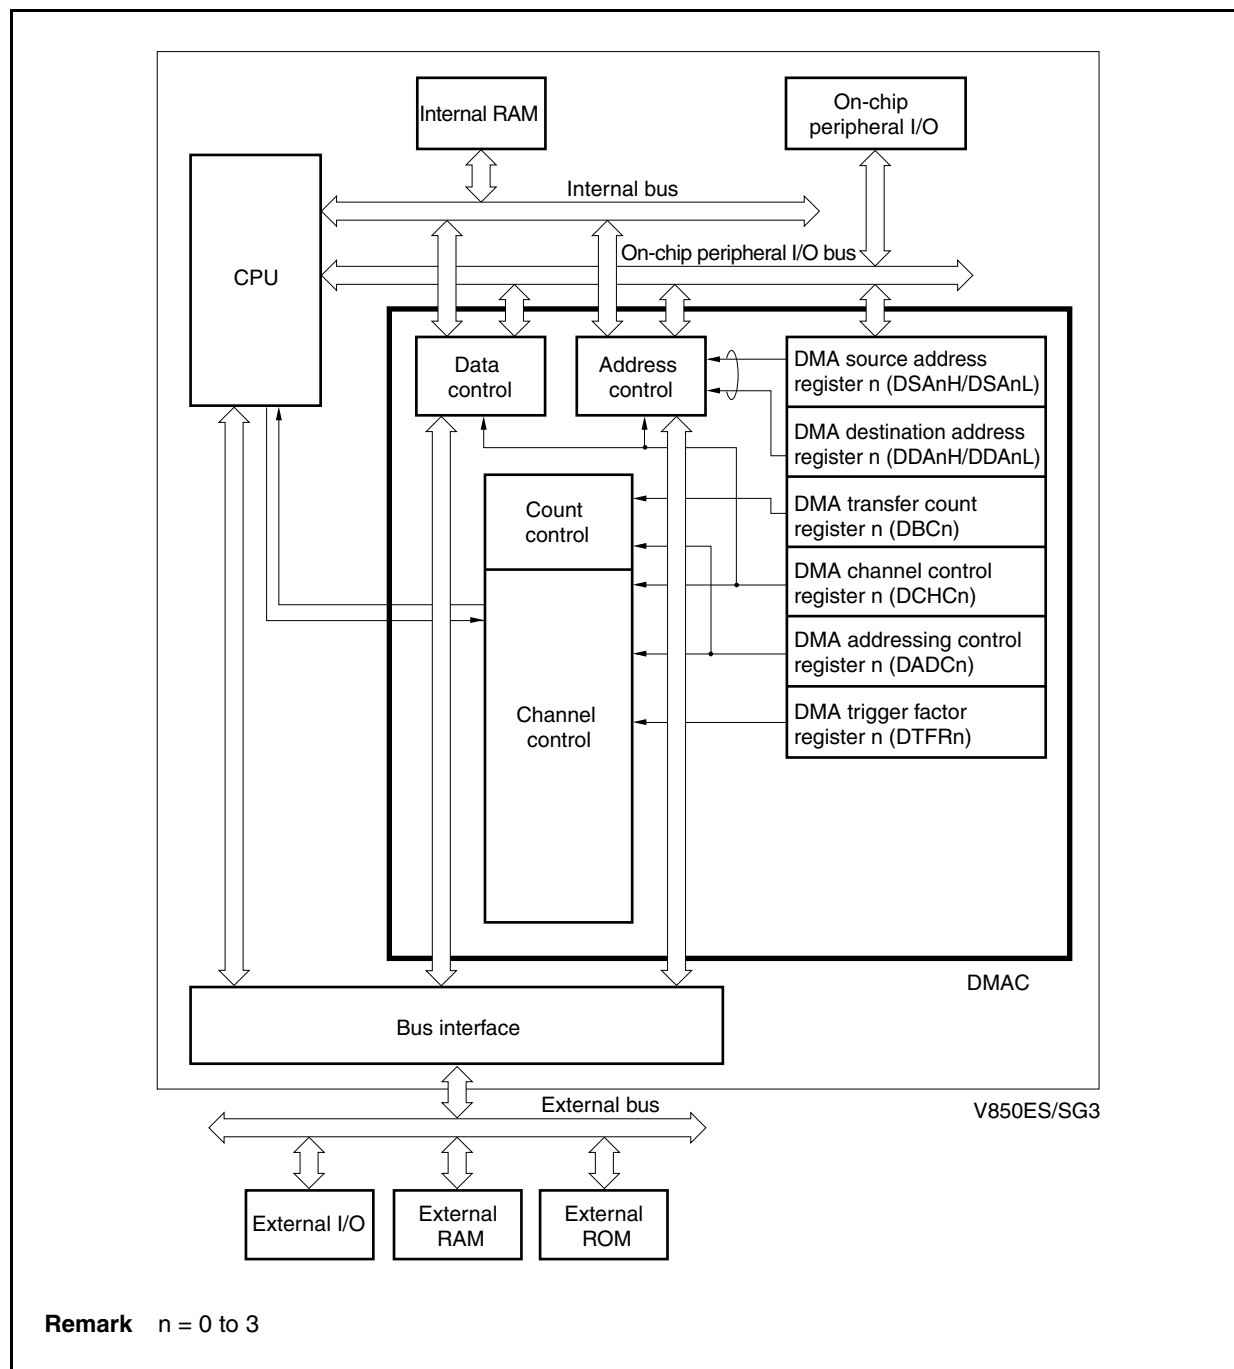 Internal RAM
On-chip
peripheral I/O
Internal bus
On-chip peripheral I/O bus
CPU
Data
control
Address
control
DMA source address
register n (DSAnH/DSAnL)
DMA destination address
register n (DDAnH/DDAnL)
Count
control
DMA transfer count
register n (DBCn)
DMA channel control
register n (DCHCn)
DMA addressing control
register n (DADCn)
Channel
control
DMA trigger factor
register n (DTFRn)
DMAC
Bus interface
V850ES/SG3
External bus
External I/O
External
RAM
External
ROM
Remark n = 0 to 3